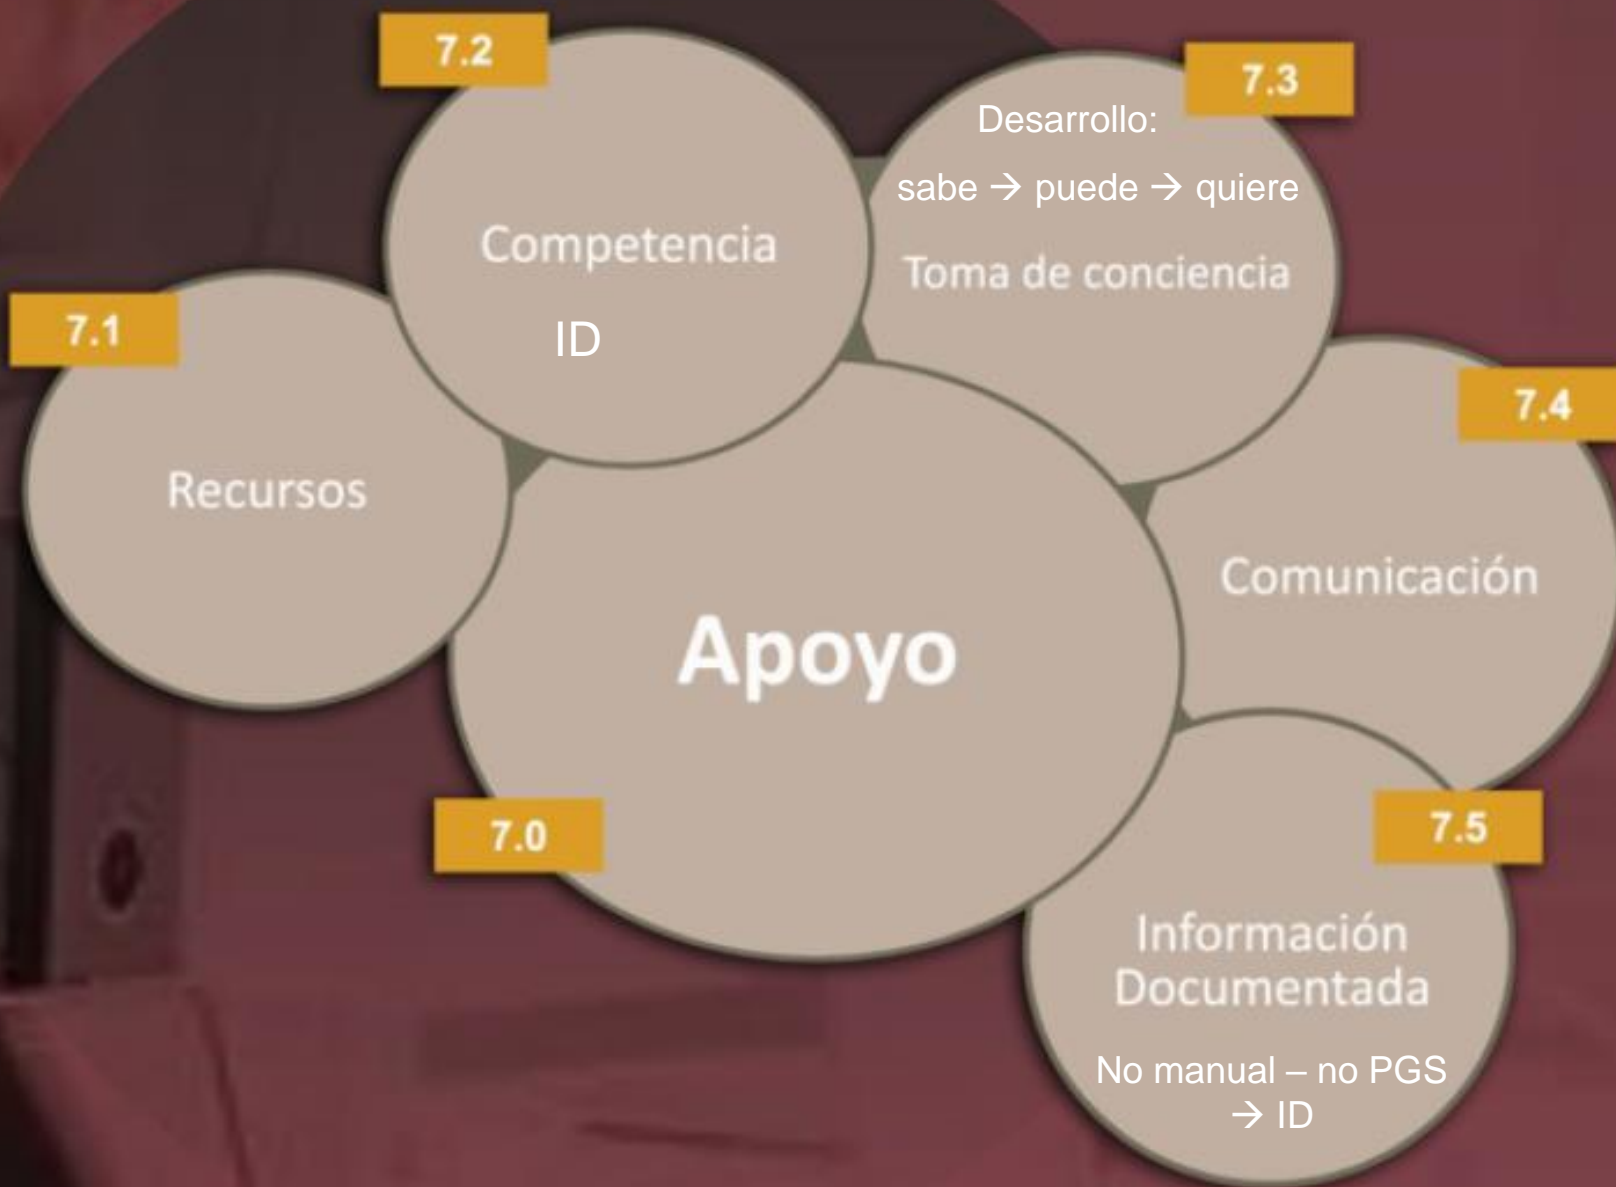 7.2
Competencia
ID
7.3
Desarrollo:
sabe → puede → quiere
Toma de conciencia
7.1
Recursos
7.4
Comunicación
Apoyo
7.0
7.5
Información
Documentada
No manual – no PGS
→ ID